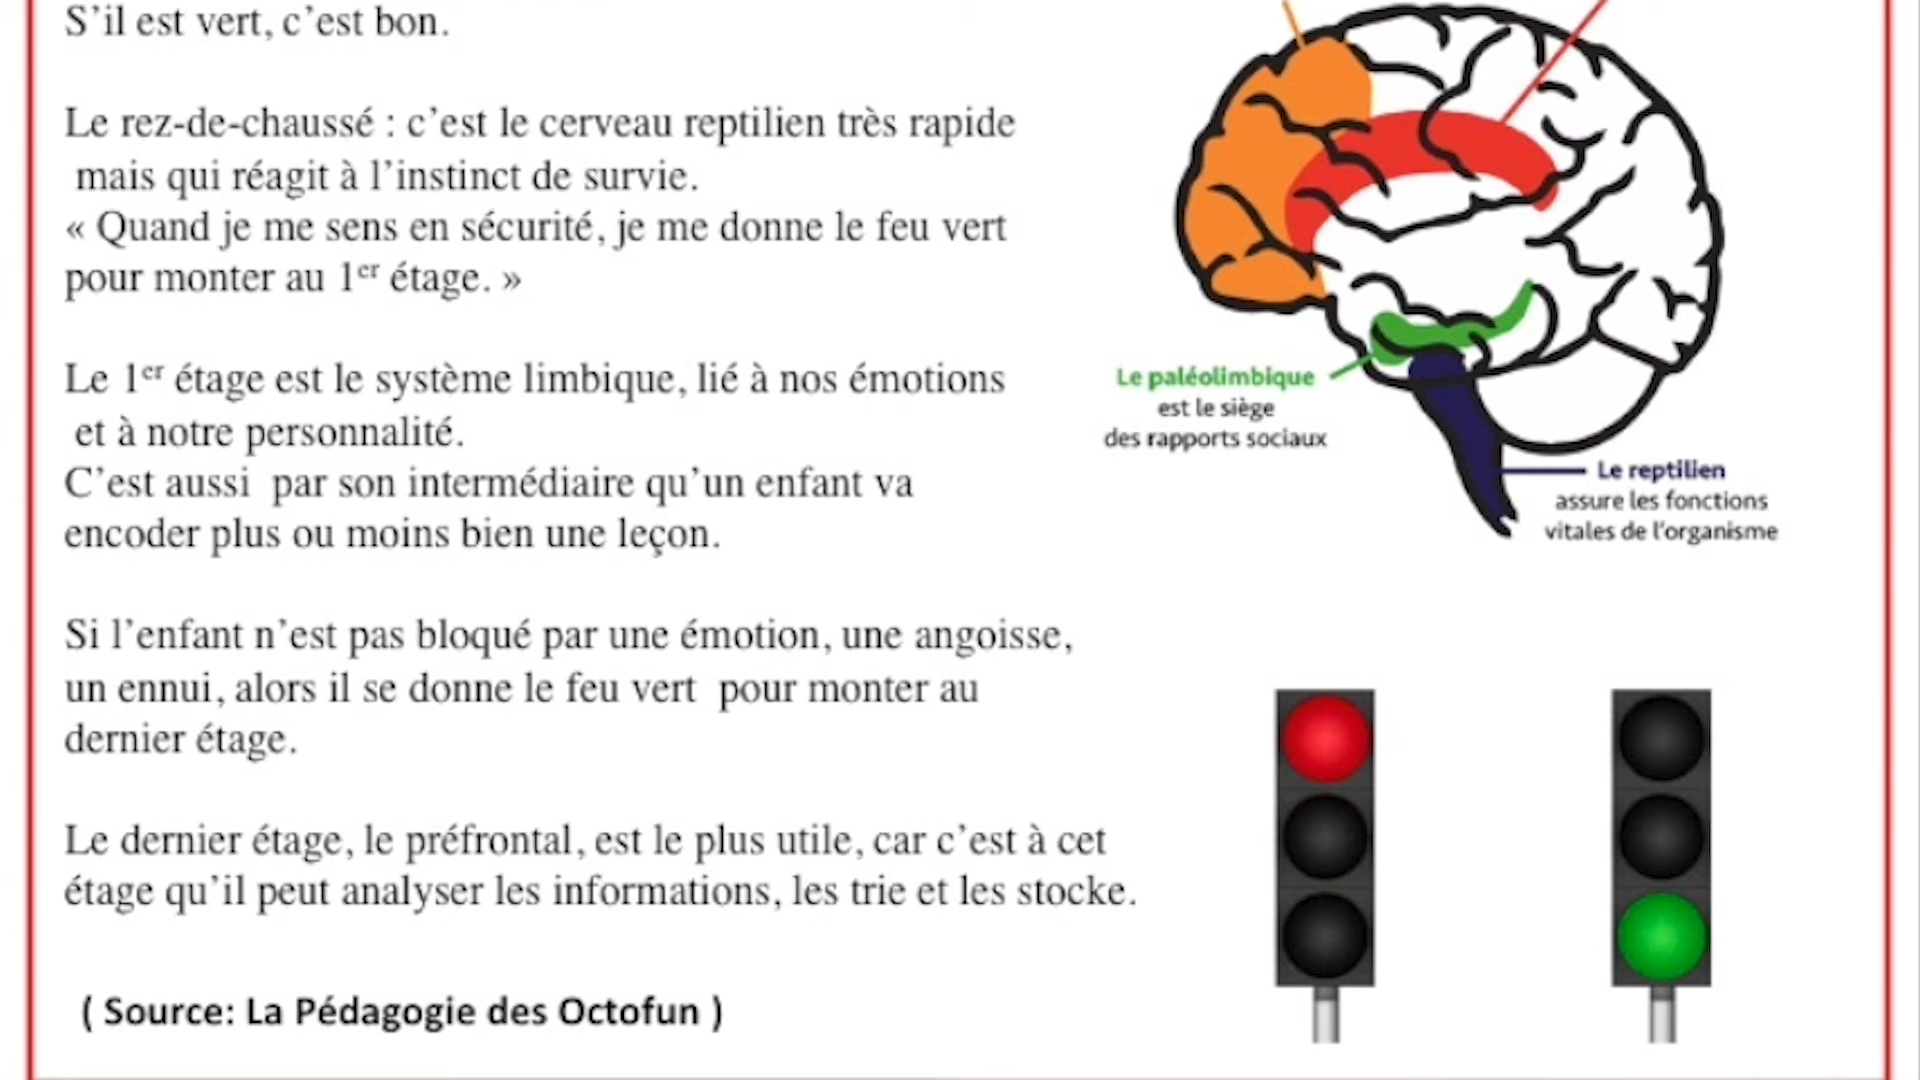 S’il est vert, c’est bon.
Le rez-de-chaussé : c’est le cerveau reptilien très rapide
mais qui réagit à l’instinct de survie.
« Quand je me sens en sécurité, je me donne le feu vert
pour monter au 1er étage. »
Le 1er étage est le système limbique, lié à nos émotions
et à notre personnalité.
C’est aussi par son intermédiaire qu’un enfant va
encoder plus ou moins bien une leçon.
Si l’enfant n’est pas bloqué par une émotion, une angoisse,
un ennui, alors il se donne le feu vert pour monter au
dernier étage.
Le dernier étage, le préfrontal, est le plus utile, car c’est à cet
étage qu’il peut analyser les informations, les trie et les stocke.
( Source: La Pédagogie des Octofun )
Le paléolimbique
est le siège
des rapports sociaux
Le reptilien
assure les fonctions
vitales de l'organisme